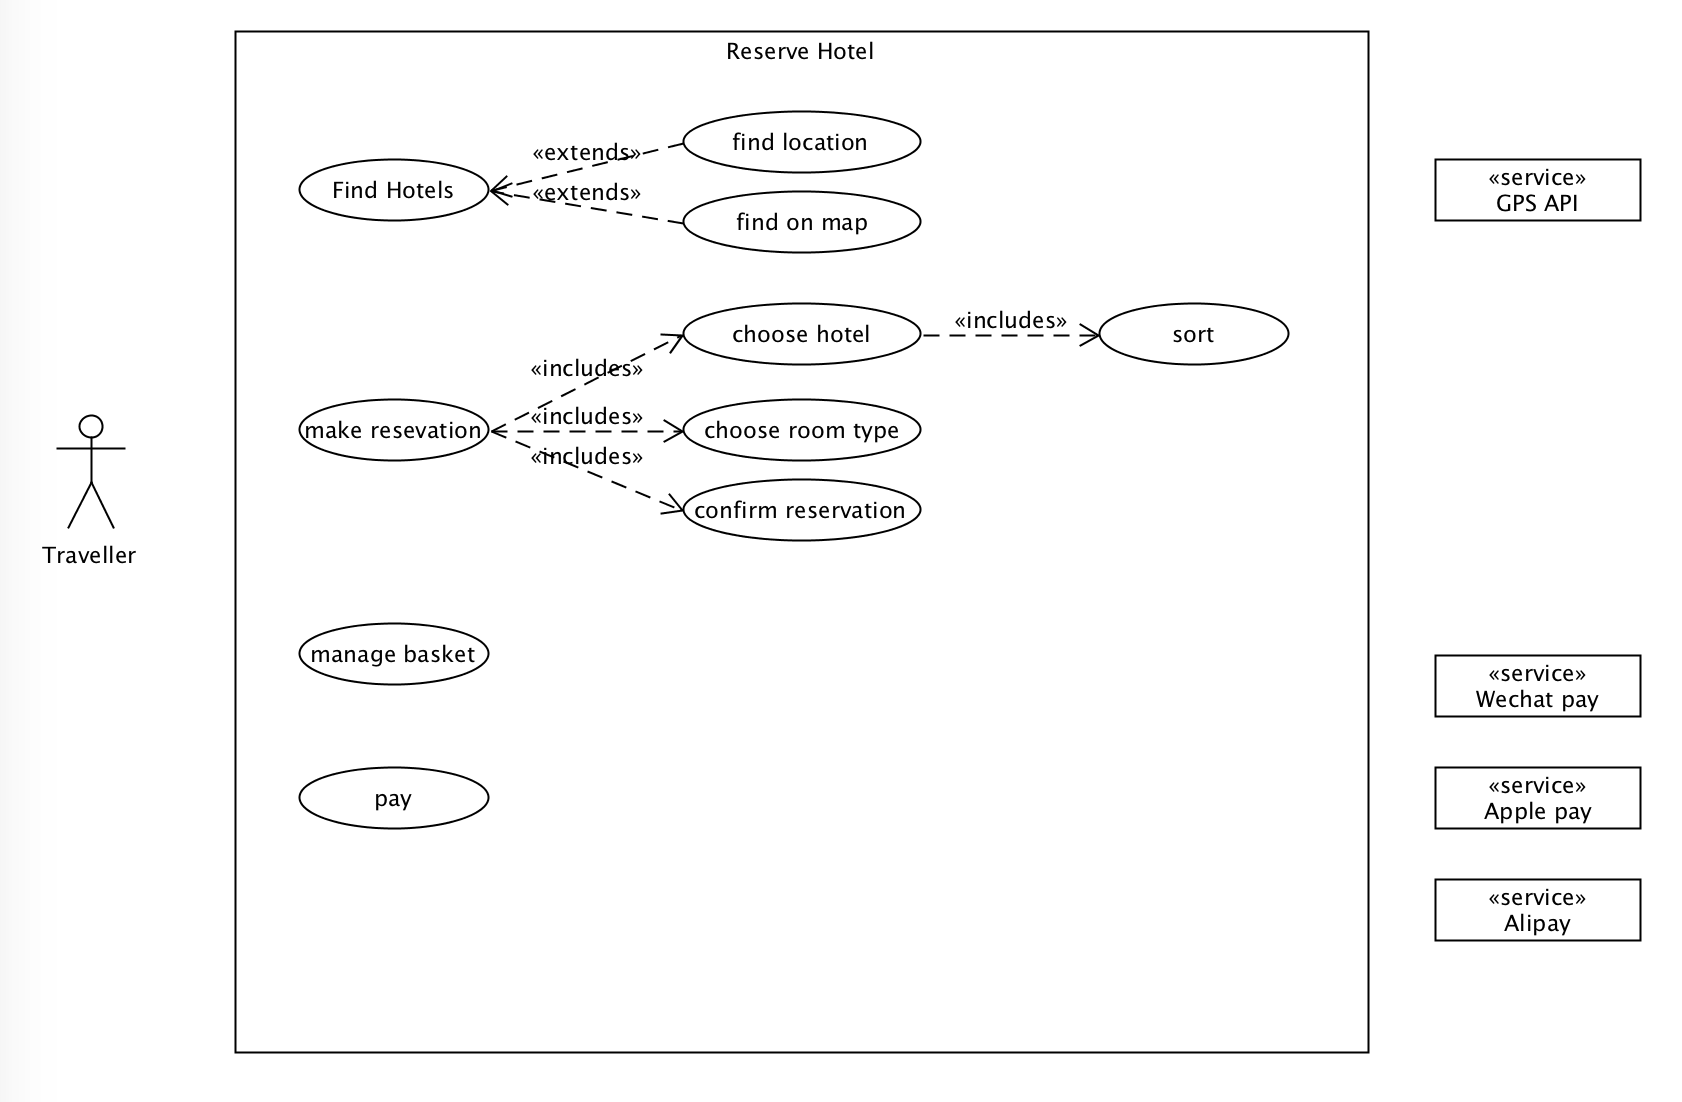 Reserve Hotel
find location
«extends»
Find Hotels
«extends»
find on map
«service»
GPS API
choose hotel
«includes»
sort
«includes»
make resevation
«includes»
choose room type
«includes»
confirm reservation
Traveller
manage basket
«service»
Wechat pay
pay
«service»
Apple pay
«service»
Alipay